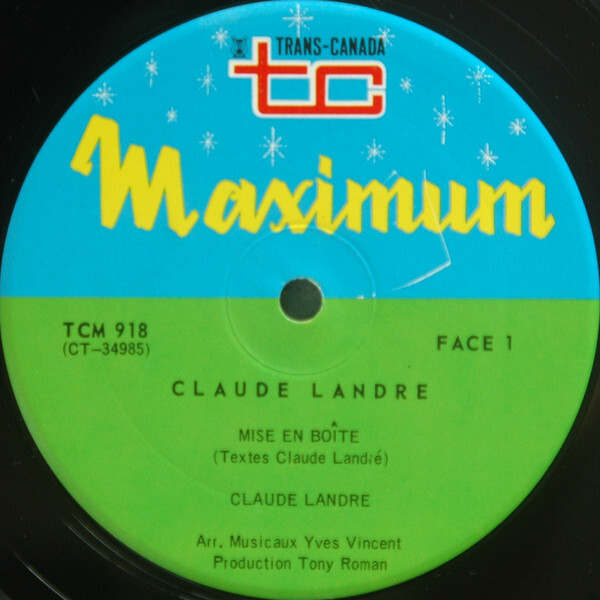 TRANS-CANADA
tc
Maximum
TCM 918
(CT-34985)
FACE 1
CLAUDE LANDRE
MISE EN BOÎTE
(Textes Claude Landré)
CLAUDE LANDRE
Arr. Musicaux Yves Vincent
Production Tony Roman